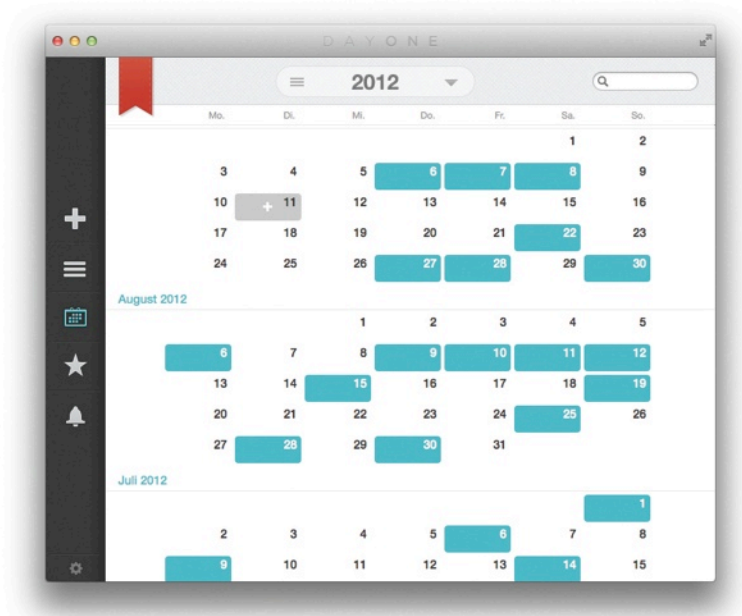 DAYONE
2012
Mo. Di. Mi. Do. Fr. Sa. So.
1 2
3 4 5 6 7 8 9
10 + 11 12 13 14 15 16
17 18 19 20 21 22 23
24 25 26 27 28 29 30
August 2012
1 2 3 4 5
6 7 8 9 10 11 12
13 14 15 16 17 18 19
20 21 22 23 24 25 26
27 28 29 30 31
Juli 2012
1
2 3 4 5 6 7 8
9 10 11 12 13 14 15